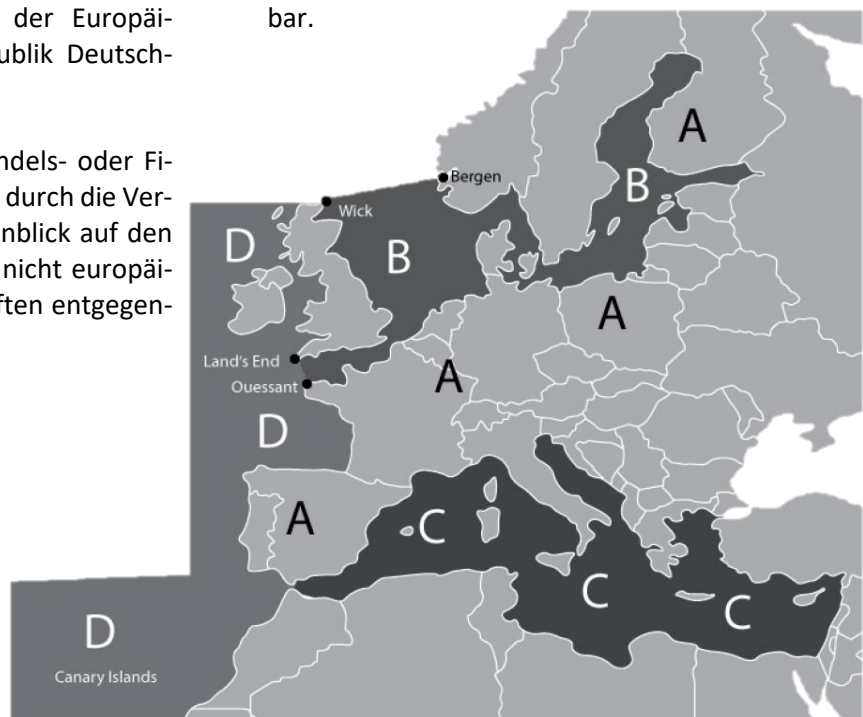 der Europäi-
ublik Deutsch-
ndels- oder Fi-
durch die Ver-
nblick auf den
nicht europäi-
ften entgegen-
bar.
A
Bergen
B
Wick
D
B
A
Land's End
Ouessant
A
D
A
C
C
C
D
Canary Islands